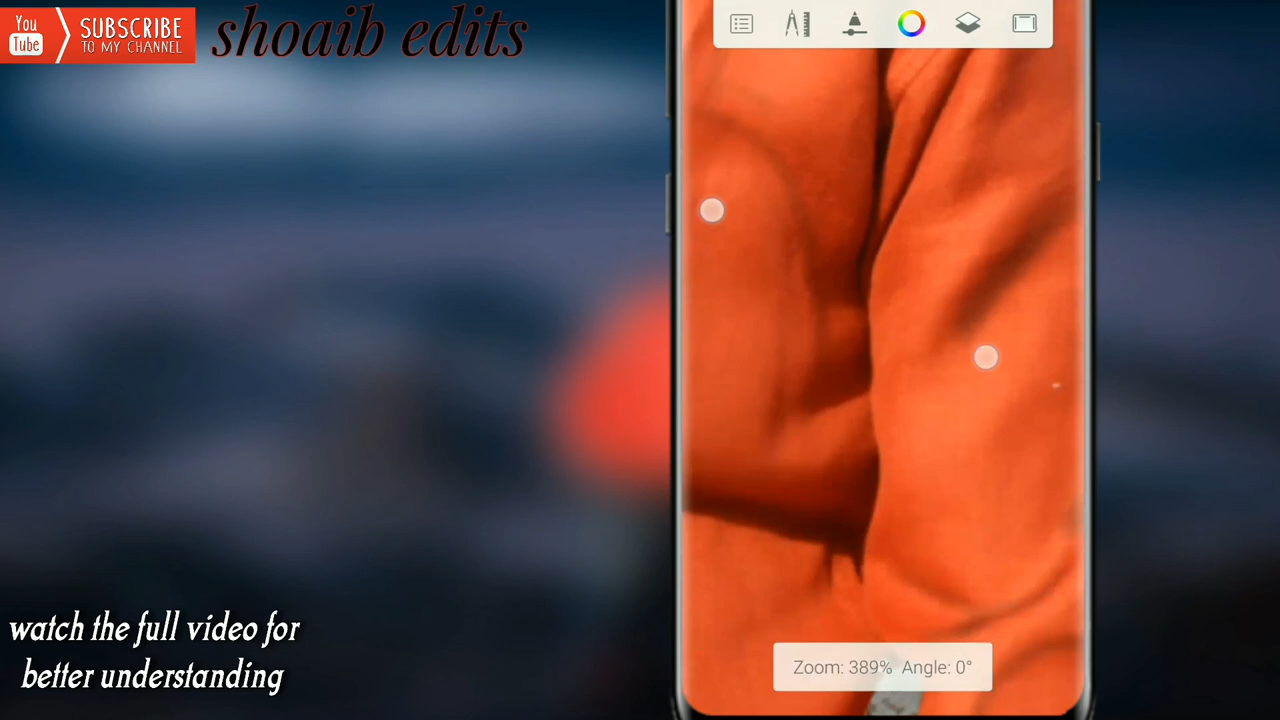 You
Tube
SUBSCRIBE
TO MY CHANNEL
shoaib edits
watch the full video for
better understanding
Zoom: 389% Angle: 0°